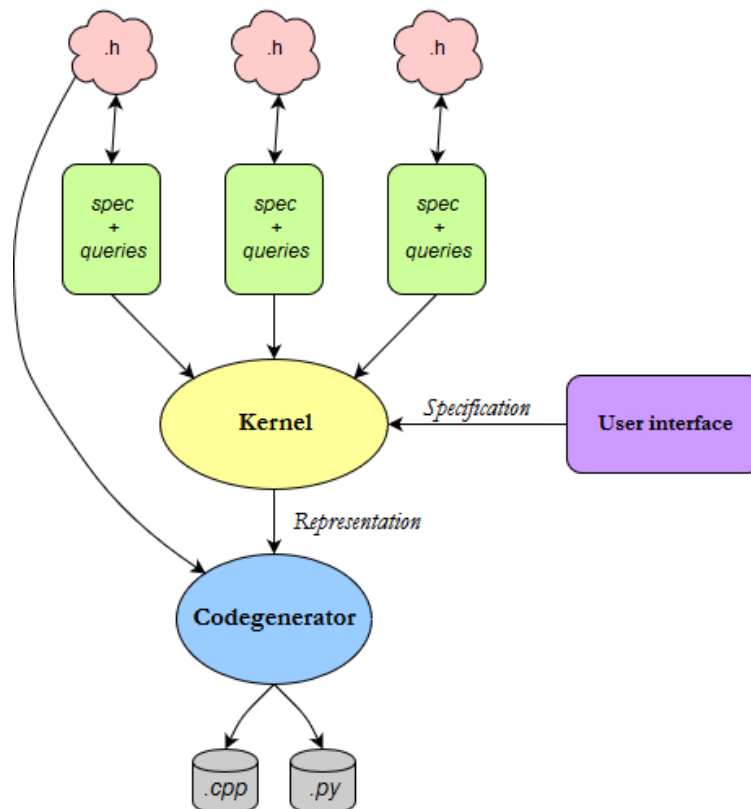 .h
.h
.h
spec
+
queries
spec
+
queries
spec
+
queries
Kernel
Specification
User interface
Representation
Codegenerator
.cpp
.py